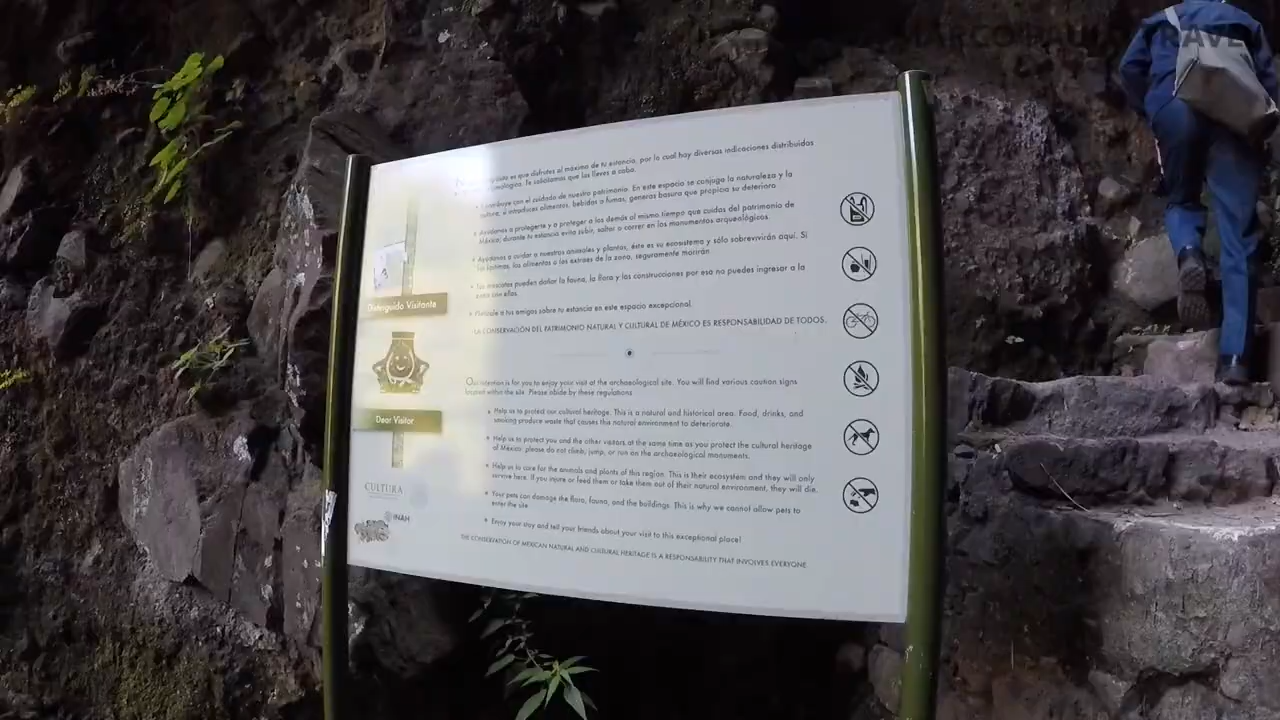 MARCO PAULO TRAVEL
es que disfrutes al máximo de tu estancia, por lo cual hay diversas indicaciones distribuidas
Te solicitamos que las lleves a cabo.
con el cuidado de nuestro patrimonio. En este espacio se conjuga la naturaleza y la
cultura; si introduces alimentos, bebidas o fumas, generas basura que propicia su deterioro.
Ayúdanos a protegerte y a proteger a los demás al mismo tiempo que cuidas del patrimonio de
México; durante tu estancia evita subir, saltar o correr en los monumentos arqueológicos.
Ayúdanos a cuidar a nuestros animales y plantas, éste es su ecosistema y sólo sobrevivirán aquí. Si
los lastimas, los alimentas o los extraes de la zona, seguramente morirán.
Tus mascotas pueden dañar la fauna, la flora y las construcciones por eso no puedes ingresar a la
zona con ellas.
a tus amigos sobre tu estancia en este espacio excepcional.
LA CONSERVACIÓN DEL PATRIMONIO NATURAL Y CULTURAL DE MÉXICO ES RESPONSABILIDAD DE TODOS.
Distinguido Visitante
Our intention is for you to enjoy your visit at the archaeological site. You will find various caution signs
located within the site. Please abide by these regulations
Dear Visitor
Help us to protect our cultural heritage. This is a natural and historical area. Food, drinks, and
smoking produce waste that causes this natural environment to deteriorate.
Help us to protect you and the other visitors at the same time as you protect the cultural heritage
of México: please do not climb, jump, or run on the archaeological monuments.
Help us to care for the animals and plants of this region. This is their ecosystem and they will only
survive here. If you injure or feed them or take them out of their natural environment, they will die.
Your pets can damage the flora, fauna, and the buildings. This is why we cannot allow pets to
enter the site.
Enjoy your stay and tell your friends about your visit to this exceptional place!
THE CONSERVATION OF MEXICAN NATURAL AND CULTURAL HERITAGE IS A RESPONSIBILITY THAT INVOLVES EVERYONE.
CULTURA
INAH